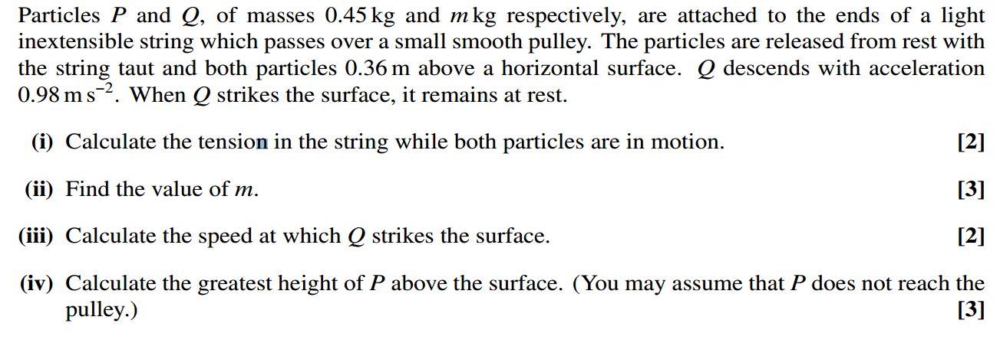 Particles P and Q, of masses 0.45 kg and m kg respectively, are attached to the ends of a light
inextensible string which passes over a small smooth pulley. The particles are released from rest with
the string taut and both particles 0.36 m above a horizontal surface. Q descends with acceleration
0.98 m s⁻². When Q strikes the surface, it remains at rest.
(i) Calculate the tension in the string while both particles are in motion. [2]
(ii) Find the value of m. [3]
(iii) Calculate the speed at which Q strikes the surface. [2]
(iv) Calculate the greatest height of P above the surface. (You may assume that P does not reach the
pulley.) [3]